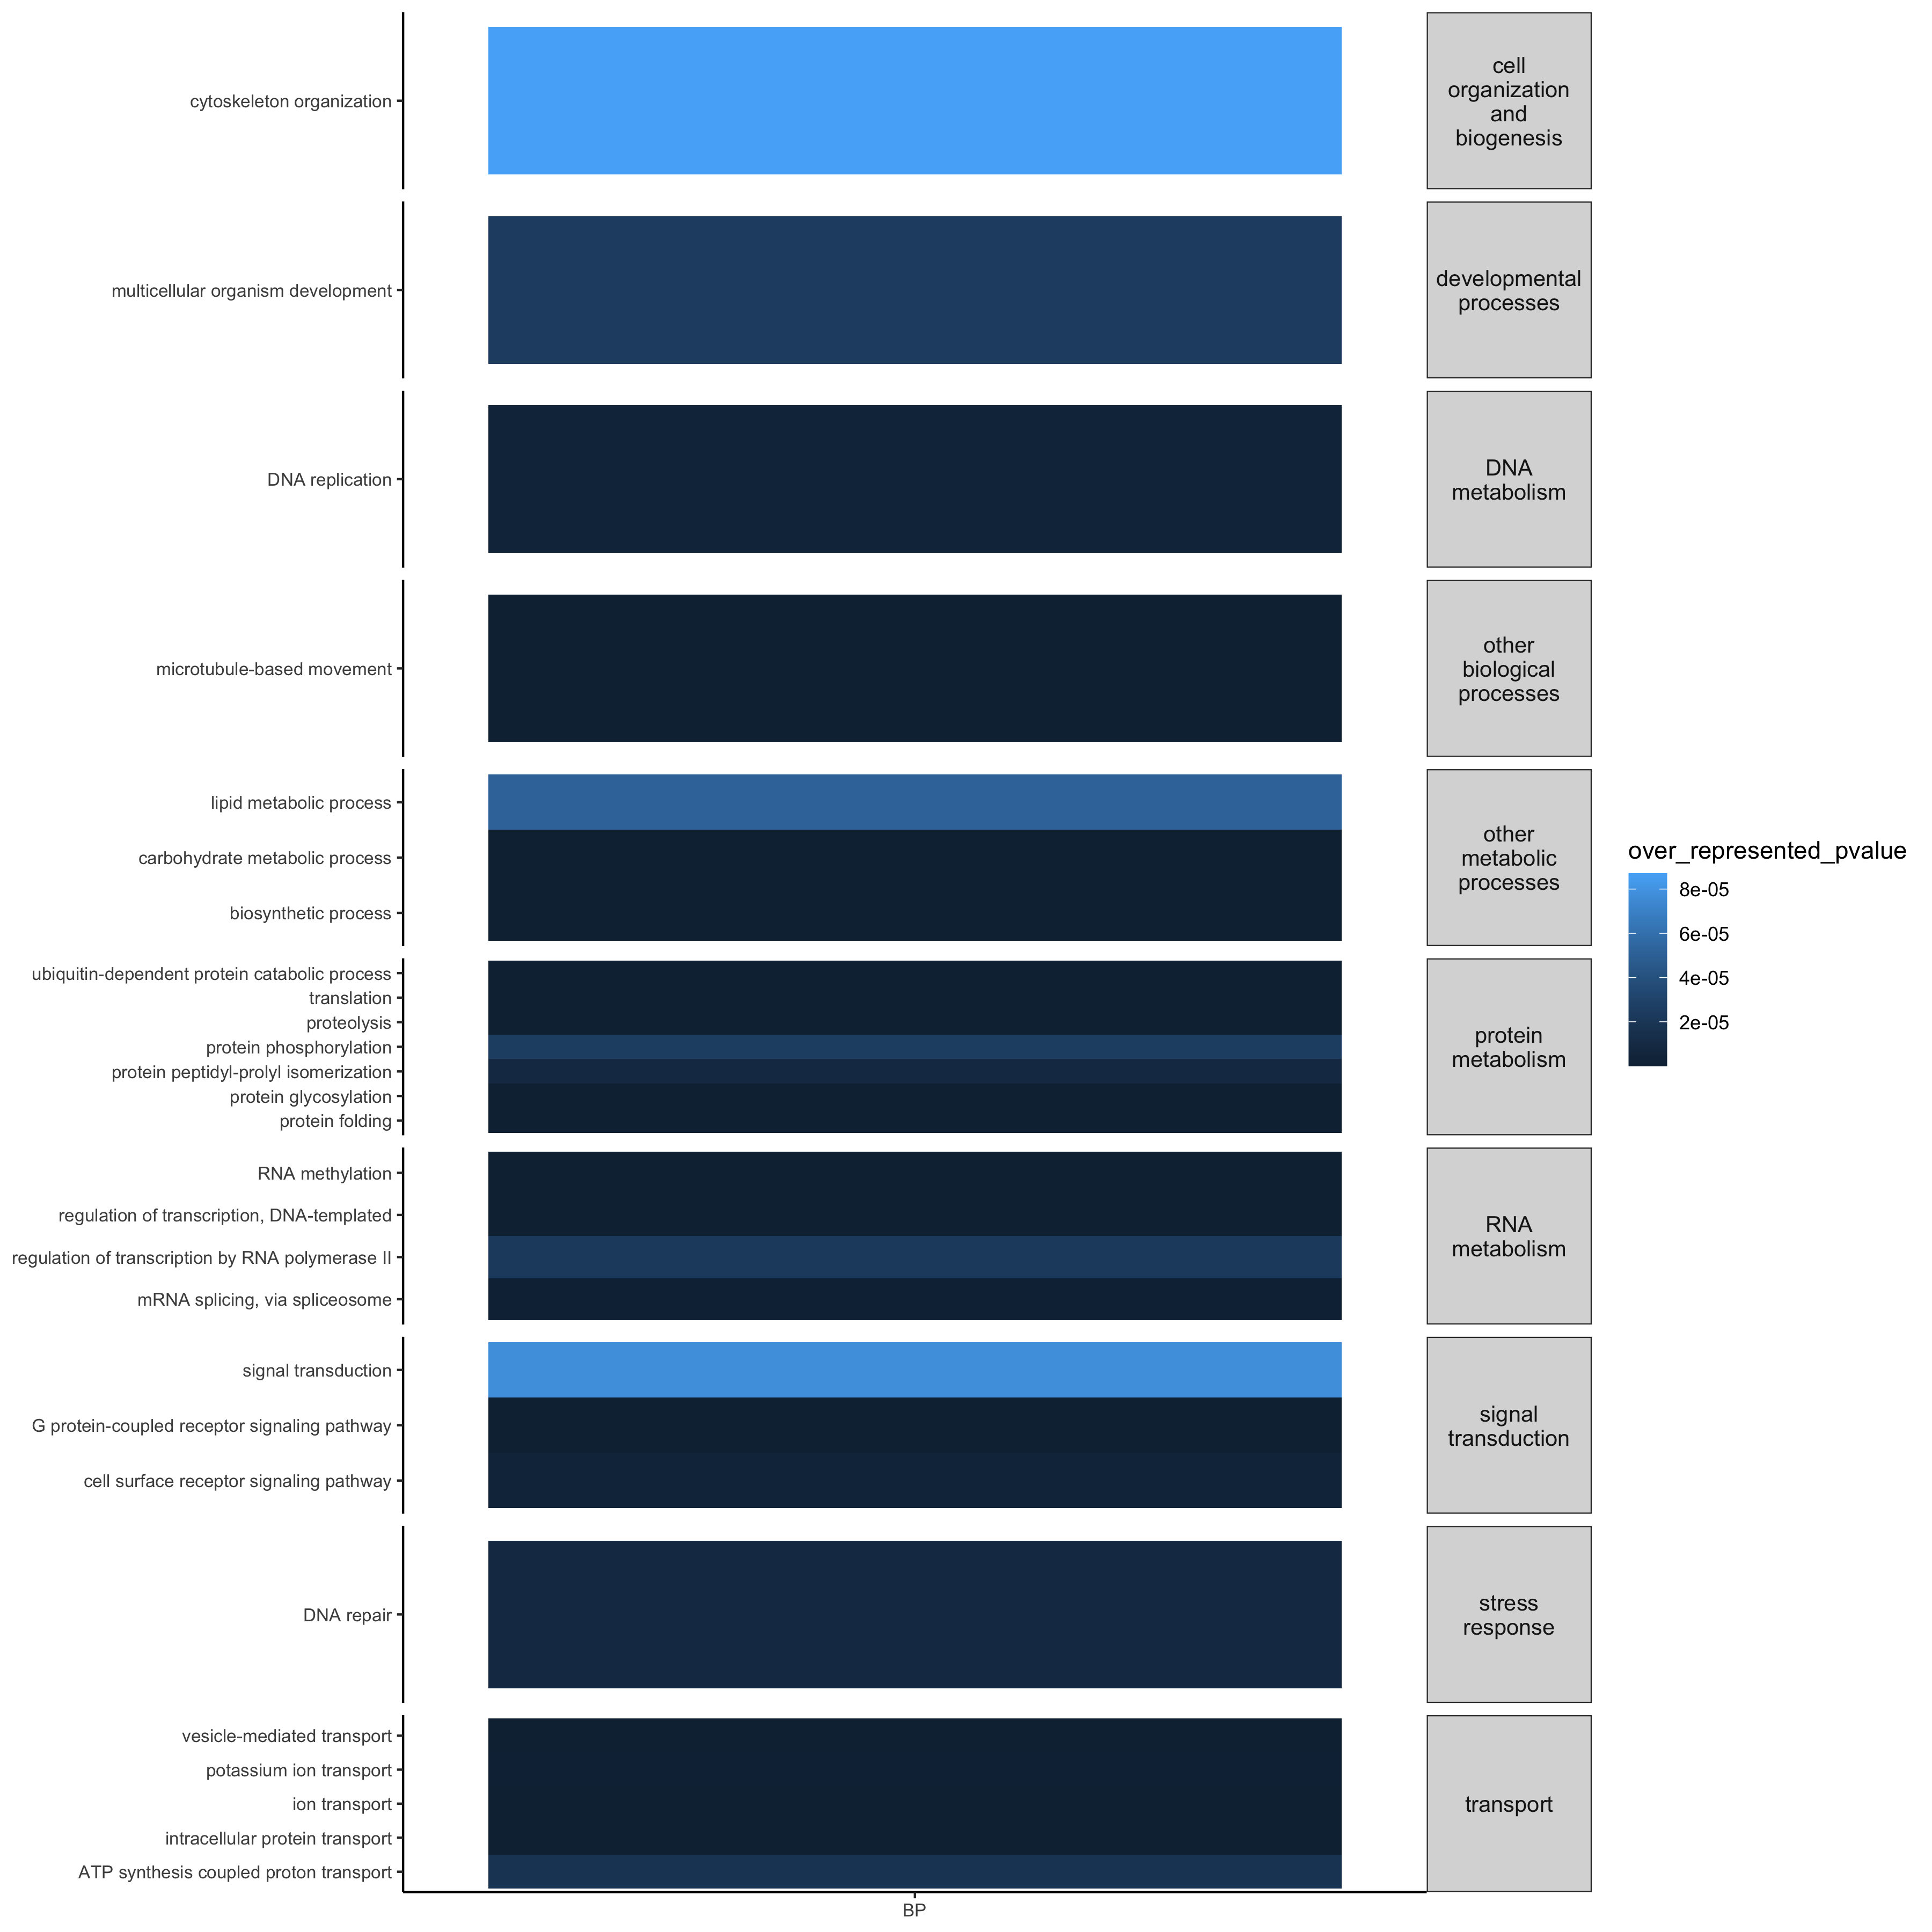 cytoskeleton organization
cell
organization
and
biogenesis
multicellular organism development
developmental
processes
DNA replication
DNA
metabolism
microtubule-based movement
other
biological
processes
lipid metabolic process
carbohydrate metabolic process
biosynthetic process
other
metabolic
processes
ubiquitin-dependent protein catabolic process
translation
proteolysis
protein phosphorylation
protein peptidyl-prolyl isomerization
protein glycosylation
protein folding
protein
metabolism
RNA methylation
regulation of transcription, DNA-templated
regulation of transcription by RNA polymerase II
mRNA splicing, via spliceosome
RNA
metabolism
signal transduction
G protein-coupled receptor signaling pathway
cell surface receptor signaling pathway
signal
transduction
DNA repair
stress
response
vesicle-mediated transport
potassium ion transport
ion transport
intracellular protein transport
ATP synthesis coupled proton transport
transport
BP
over_represented_pvalue
8e-05
6e-05
4e-05
2e-05